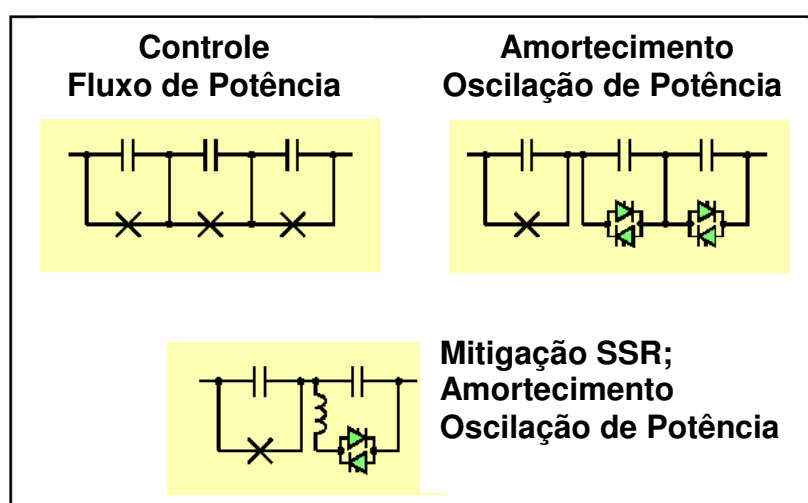 Controle
Fluxo de Potência
Amortecimento
Oscilação de Potência
Mitigação SSR;
Amortecimento
Oscilação de Potência